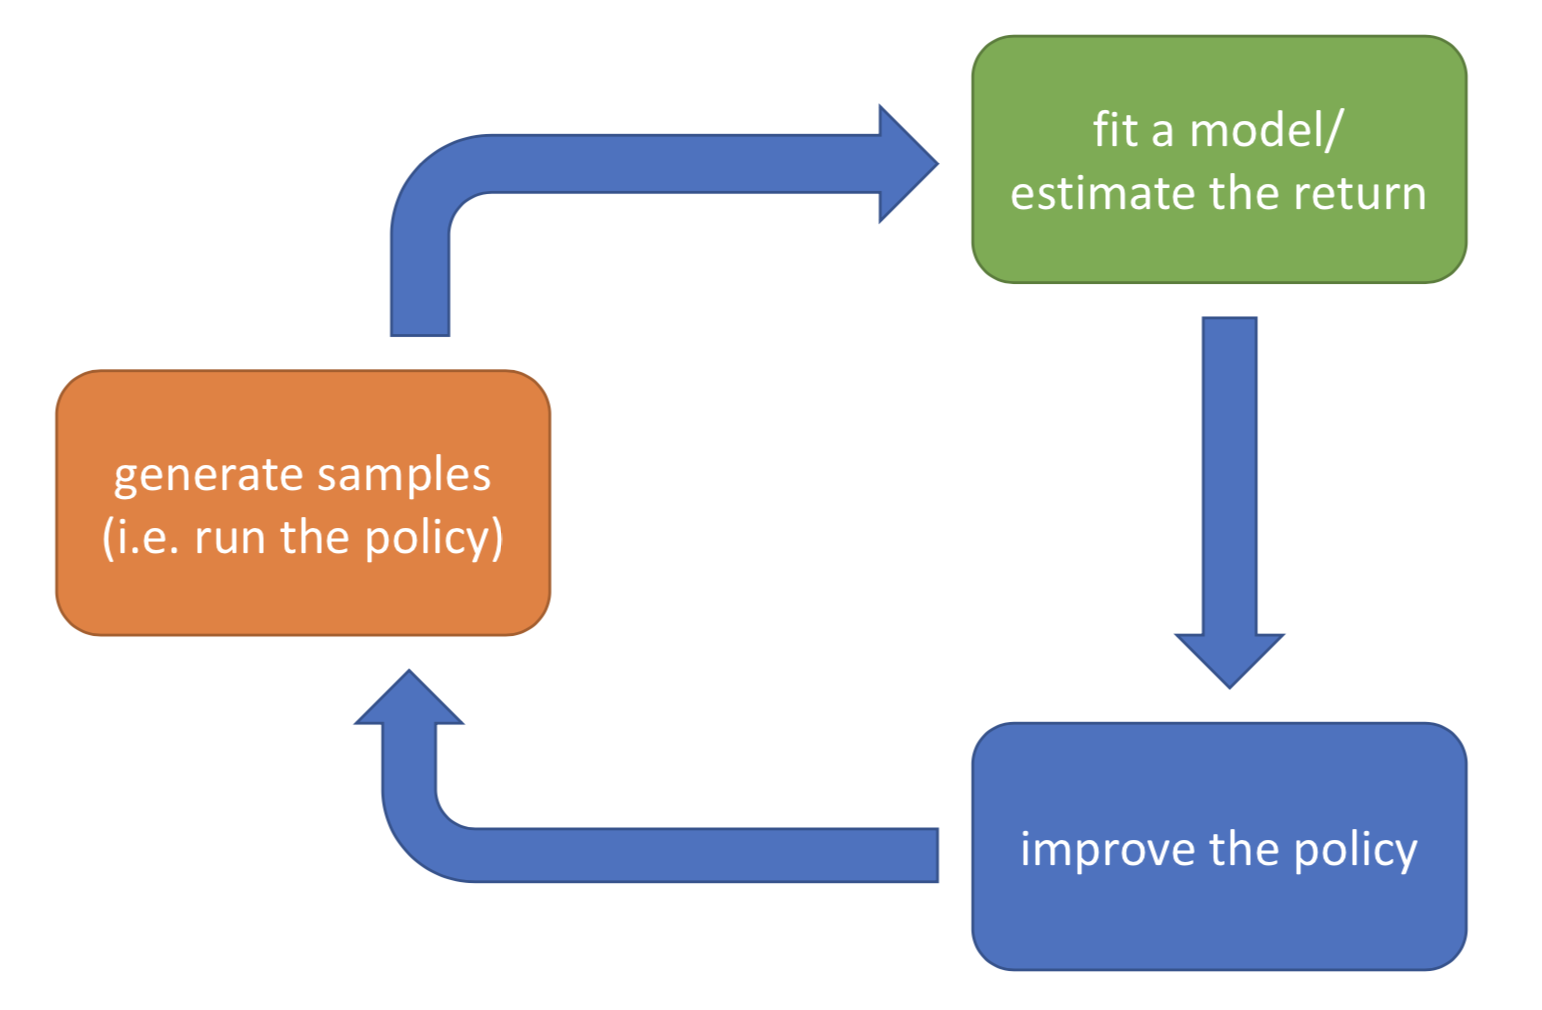 fit a model/
estimate the return
generate samples
(i.e. run the policy)
improve the policy